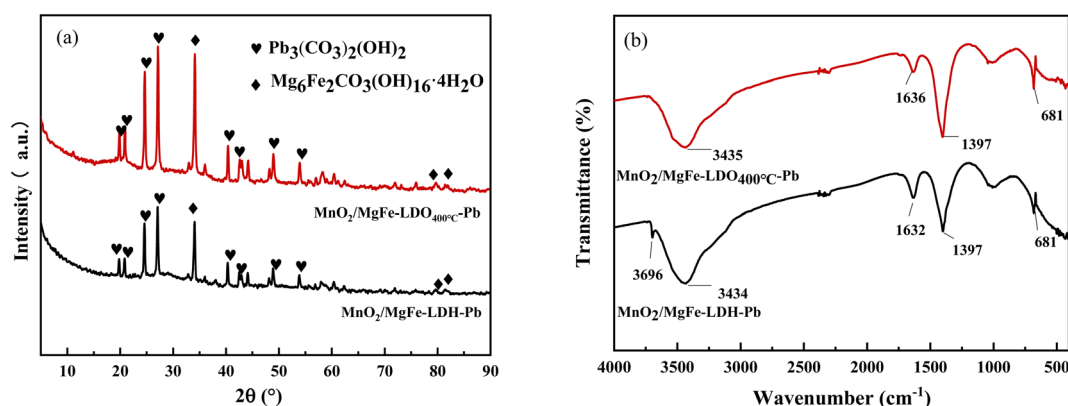 (a)
♥ Pb3(CO3)2(OH)2
♦ Mg6Fe2CO3(OH)16·4H2O
MnO2/MgFe-LDO400°C-Pb
MnO2/MgFe-LDH-Pb
Intensity ( a.u.)
10 20 30 40 50 60 70 80 90
2θ (°)
(b)
1636
681
3435
1397
MnO2/MgFe-LDO400°C-Pb
1632
1397
681
3696
3434
MnO2/MgFe-LDH-Pb
Transmittance (%)
4000 3500 3000 2500 2000 1500 1000 500
Wavenumber (cm-1)